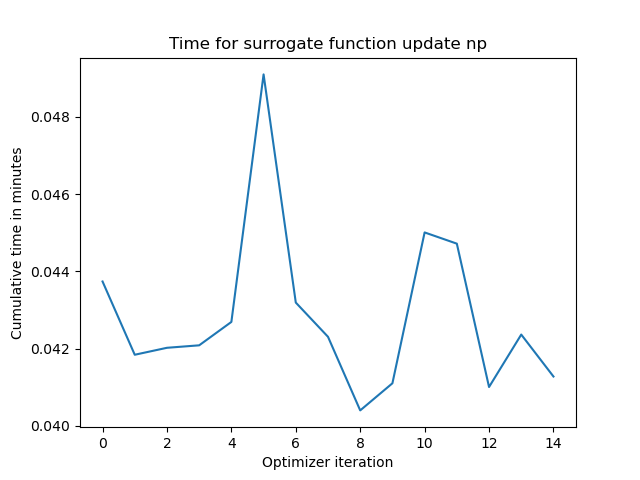 Time for surrogate function update np
Cumulative time in minutes
0.048
0.046
0.044
0.042
0.040
0 2 4 6 8 10 12 14
Optimizer iteration